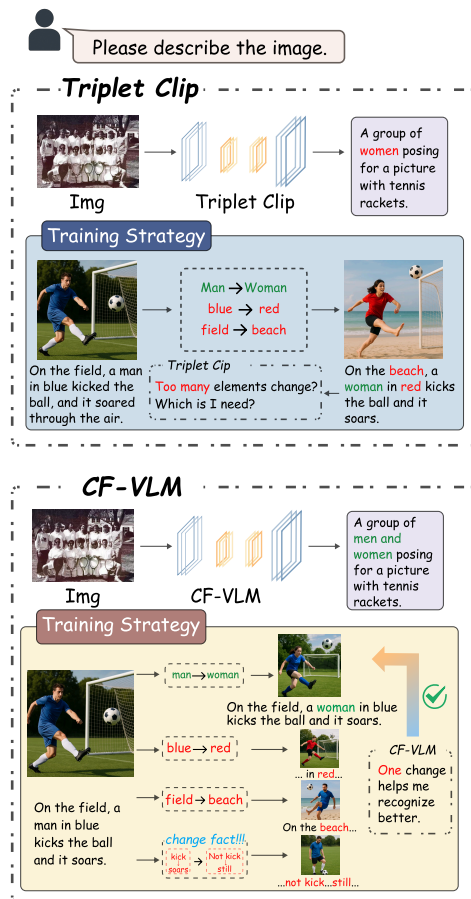 Please describe the image.
Triplet Clip
Img
Triplet Clip
A group of
women posing
for a picture
with tennis
rackets.
Training Strategy
Man → Woman
blue → red
field → beach
On the field, a man
in blue kicked the
ball, and it soared
through the air.
Triplet Cip
Too many elements change?
Which is I need?
On the beach, a
woman in red kicks
the ball and it
soars.
CF-VLM
Img
CF-VLM
A group of
men and
women posing
for a picture
with tennis
rackets.
Training Strategy
man→woman
On the field, a woman in blue
kicks the ball and it soars.
blue→red
... in red...
field→beach
On the beach...
change fact!!!
kick
soars
→
Not kick
still
...not kick...still...
On the field, a
man in blue
kicks the ball
and it soars.
CF-VLM
One change
helps me
recognize
better.